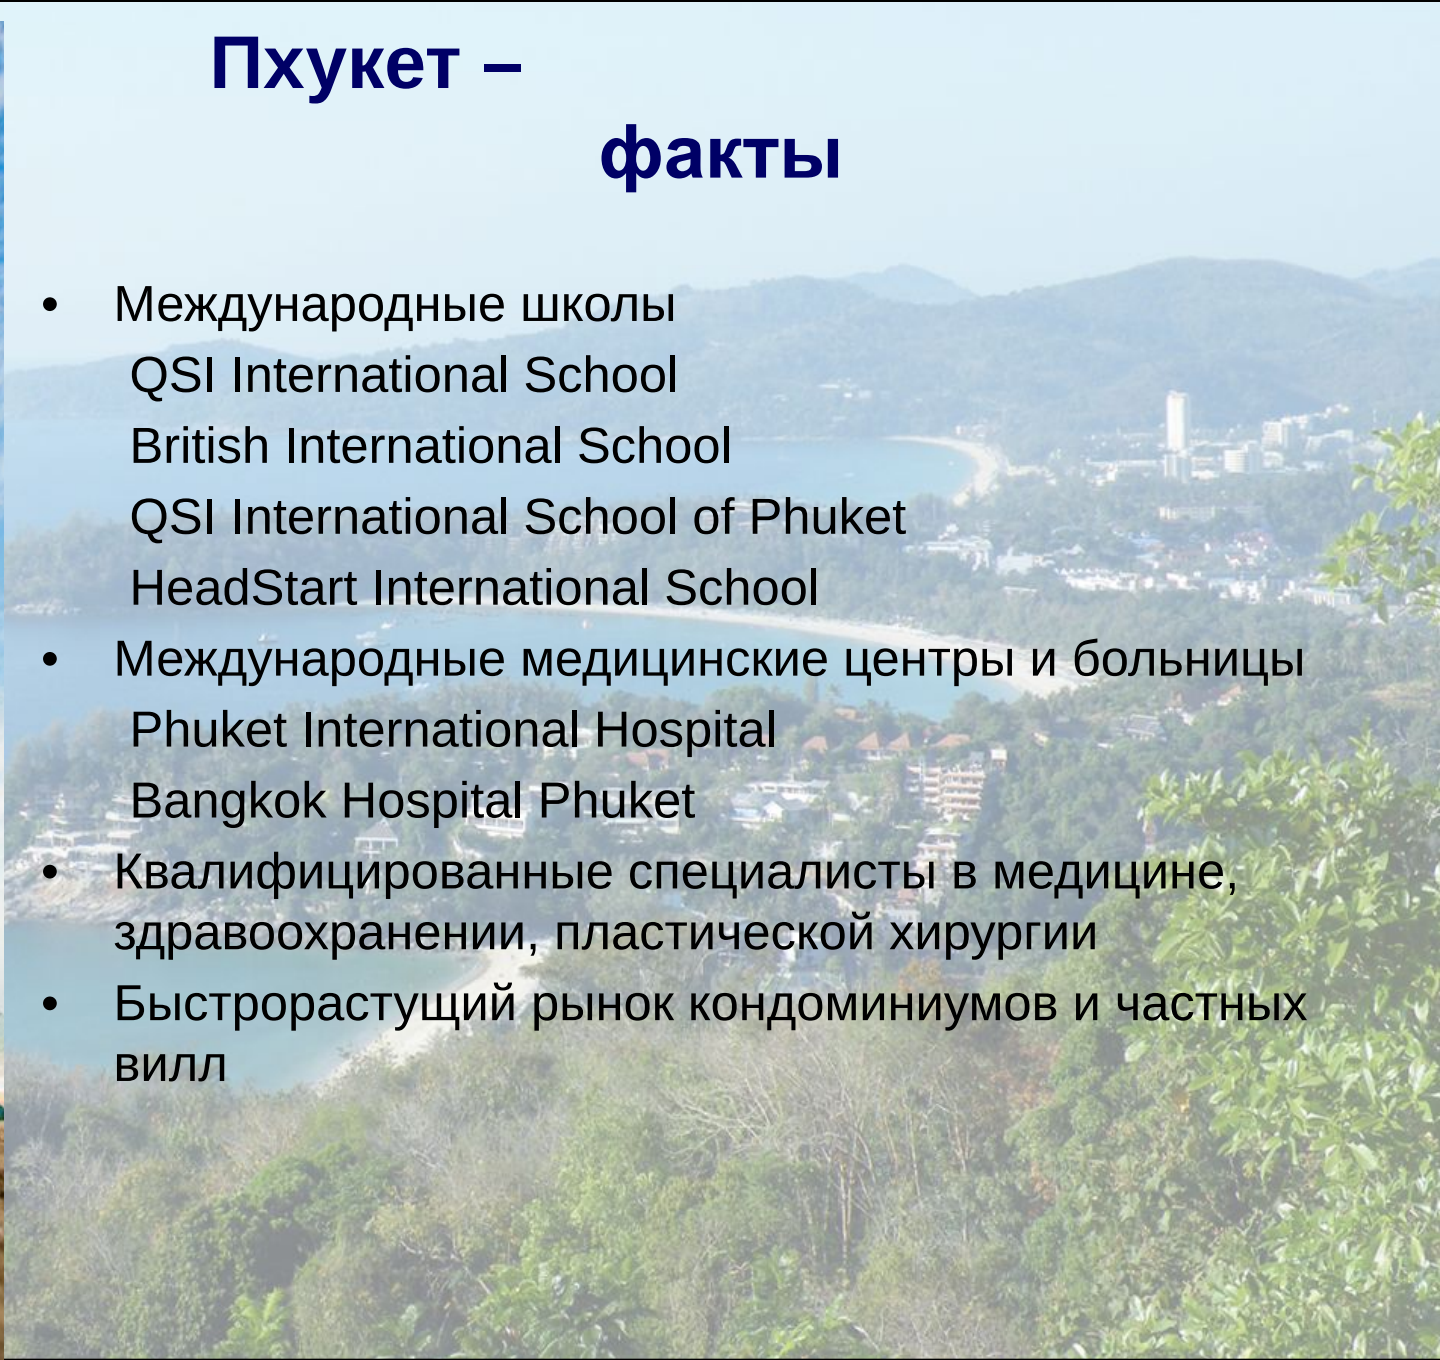 Пхукет –
факты
• Международные школы
QSI International School
British International School
QSI International School of Phuket
HeadStart International School
• Международные медицинские центры и больницы
Phuket International Hospital
Bangkok Hospital Phuket
• Квалифицированные специалисты в медицине,
здравоохранении, пластической хирургии
• Быстрорастущий рынок кондоминиумов и частных
вилл